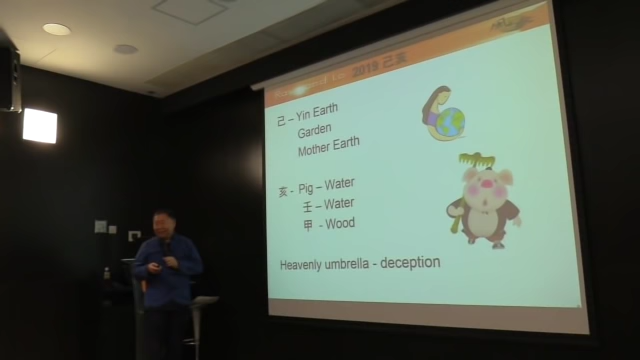 2019 己亥
己 – Yin Earth
Garden
Mother Earth
亥 - Pig – Water
壬 – Water
甲 - Wood
Heavenly umbrella - deception